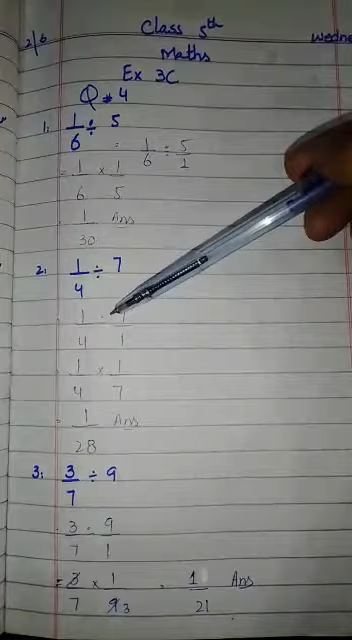 2/6 Class 5th Wedne
Maths
Ex 3C
Q # 4
1: 1/6 ÷ 5
= 1/6 ÷ 5/1
= 1/6 × 1/5
1/30 Ans
2: 1/4 ÷ 7
1/4 ÷ 7/1
1/4 × 1/7
= 1/28 Ans
3: 3/7 ÷ 9
= 3/7 ÷ 9/1
= 3/7 × 1/9 3 = 1/21 Ans